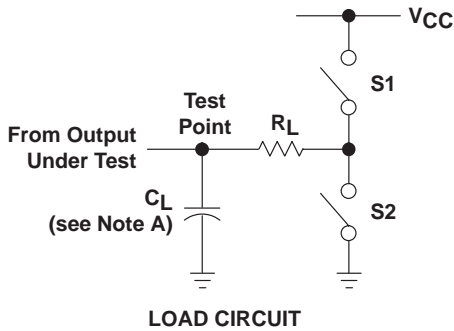 VCC
S1
Test
Point
RL
From Output
Under Test
CL
(see Note A)
S2
LOAD CIRCUIT